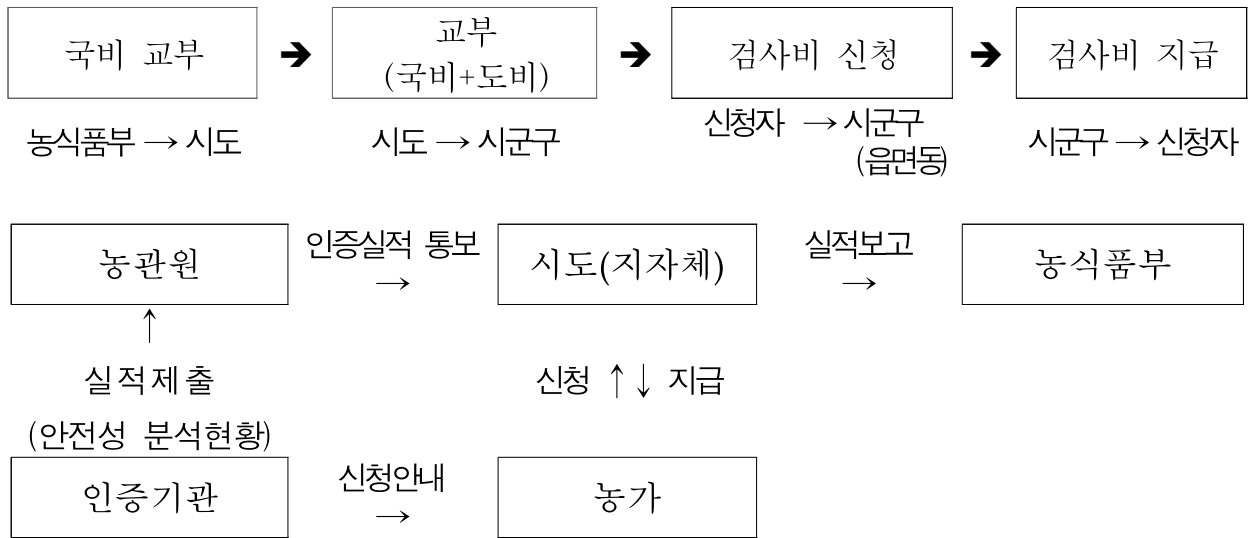 국비 교부 ➔ 교부 ➔ 검사비 신청 ➔ 검사비 지급
(국비+도비)
농식품부 → 시도 시도 → 시군구 신청자 → 시군구 시군구 → 신청자
(읍면동)
농관원 인증실적 통보 시도(지자체) 실적보고 농식품부
→ →
↑
실적제출 신청 ↑↓ 지급
(안전성 분석현황)
인증기관 신청안내 농가
→